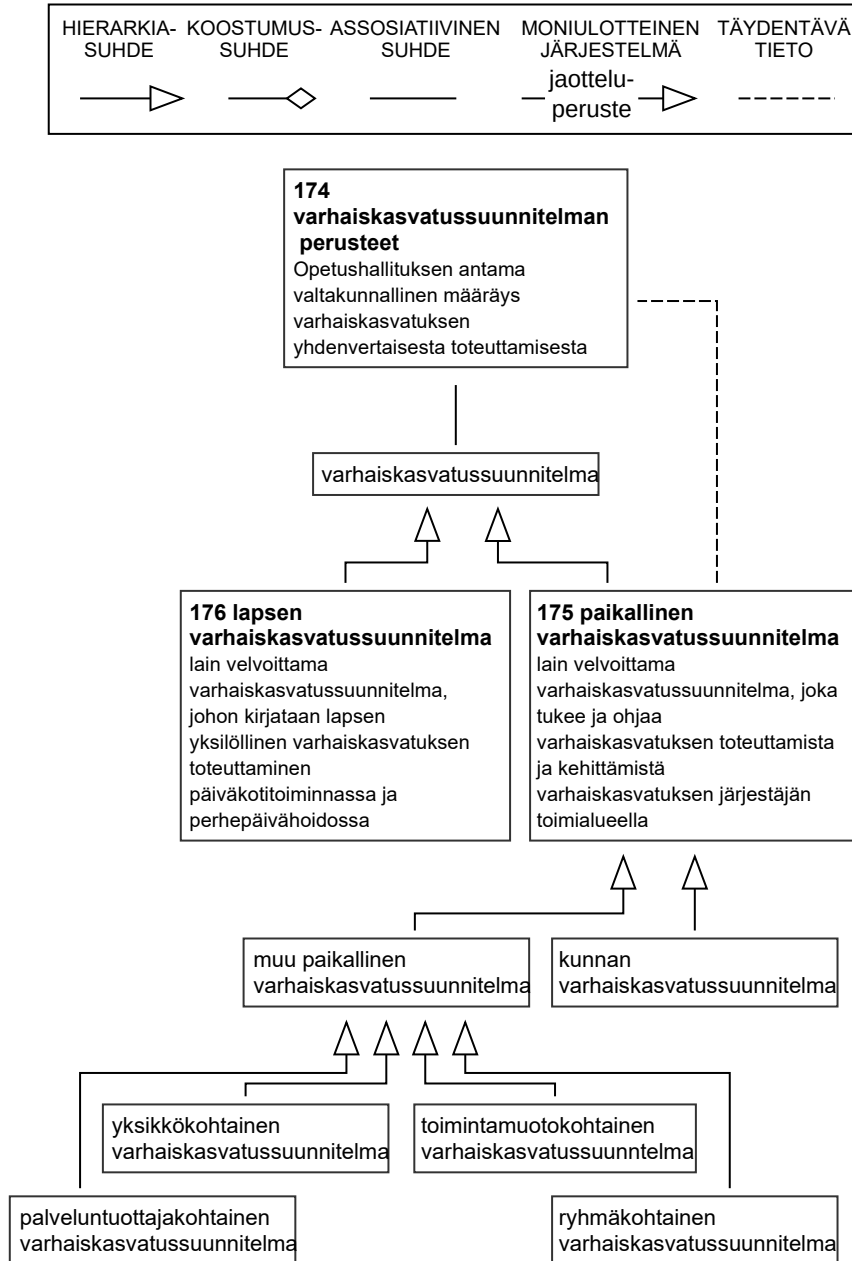 HIERARKIA-
SUHDE
KOOSTUMUS-
SUHDE
ASSOSIATIIVINEN
SUHDE
MONIULOTTEINEN
JÄRJESTELMÄ
TÄYDENTÄVÄ
TIETO
jaottelu-
peruste
174
varhaiskasvatussuunnitelman
perusteet
Opetushallituksen antama
valtakunnallinen määräys
varhaiskasvatuksen
yhdenvertaisesta toteuttamisesta
varhaiskasvatussuunnitelma
176 lapsen
varhaiskasvatussuunnitelma
lain velvoittama
varhaiskasvatussuunnitelma,
johon kirjataan lapsen
yksilöllinen varhaiskasvatuksen
toteuttaminen
päiväkotitoiminnassa ja
perhepäivähoidossa
175 paikallinen
varhaiskasvatussuunnitelma
lain velvoittama
varhaiskasvatussuunnitelma, joka
tukee ja ohjaa
varhaiskasvatuksen toteuttamista
ja kehittämistä
varhaiskasvatuksen järjestäjän
toimialueella
muu paikallinen
varhaiskasvatussuunnitelma
kunnan
varhaiskasvatussuunnitelma
yksikkökohtainen
varhaiskasvatussuunnitelma
toimintamuotokohtainen
varhaiskasvatussuunntelma
palveluntuottajakohtainen
varhaiskasvatussuunnitelma
ryhmäkohtainen
varhaiskasvatussuunnitelma